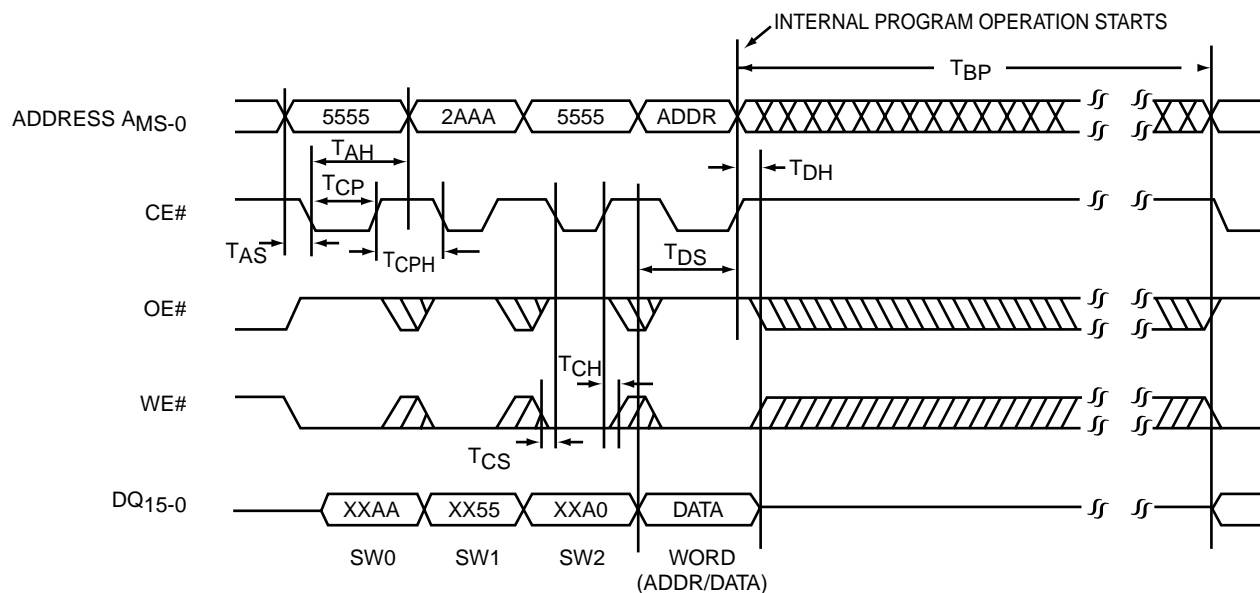 INTERNAL PROGRAM OPERATION STARTS
TBP
ADDRESS AMS-0
5555
2AAA
5555
ADDR
TAH
TDH
TCP
CE#
TAS
TCPH
TDS
OE#
TCH
WE#
TCS
DQ15-0
XXAA
XX55
XXA0
DATA
SW0
SW1
SW2
WORD
(ADDR/DATA)